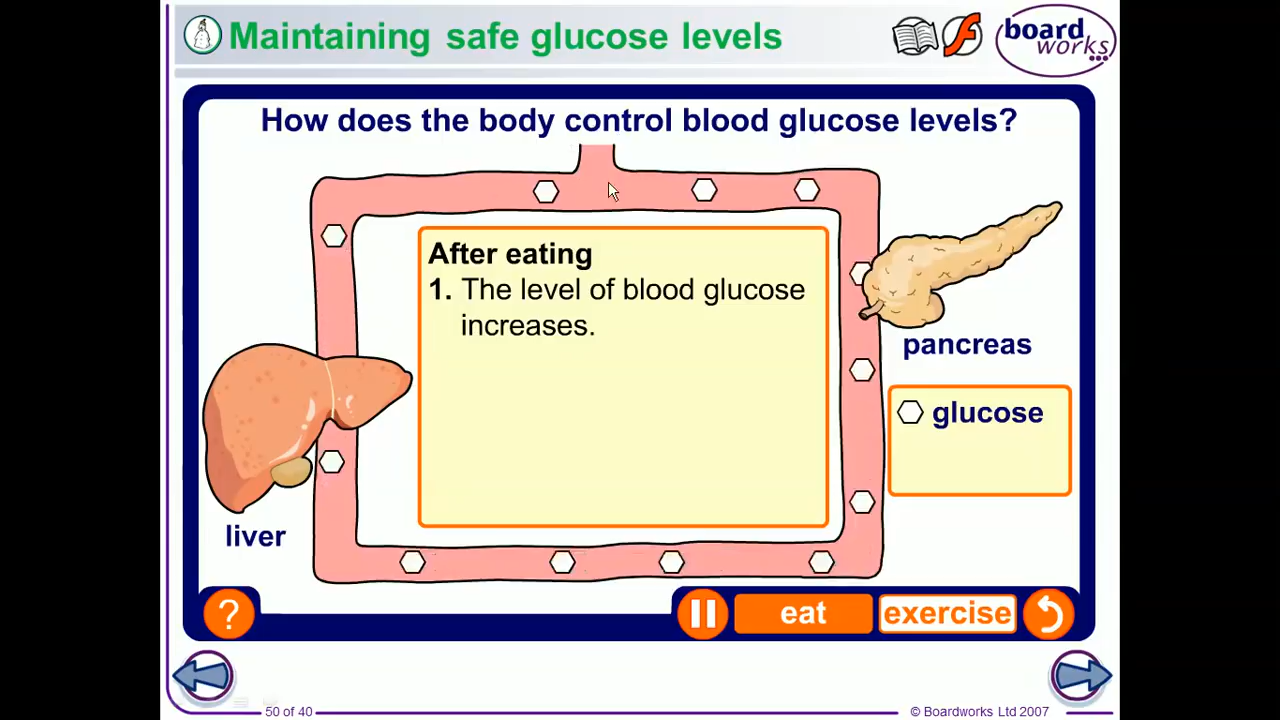 Maintaining safe glucose levels
board
works
How does the body control blood glucose levels?
After eating
1. The level of blood glucose
increases.
pancreas
glucose
liver
?
eat
exercise
50 of 40
© Boardworks Ltd 2007